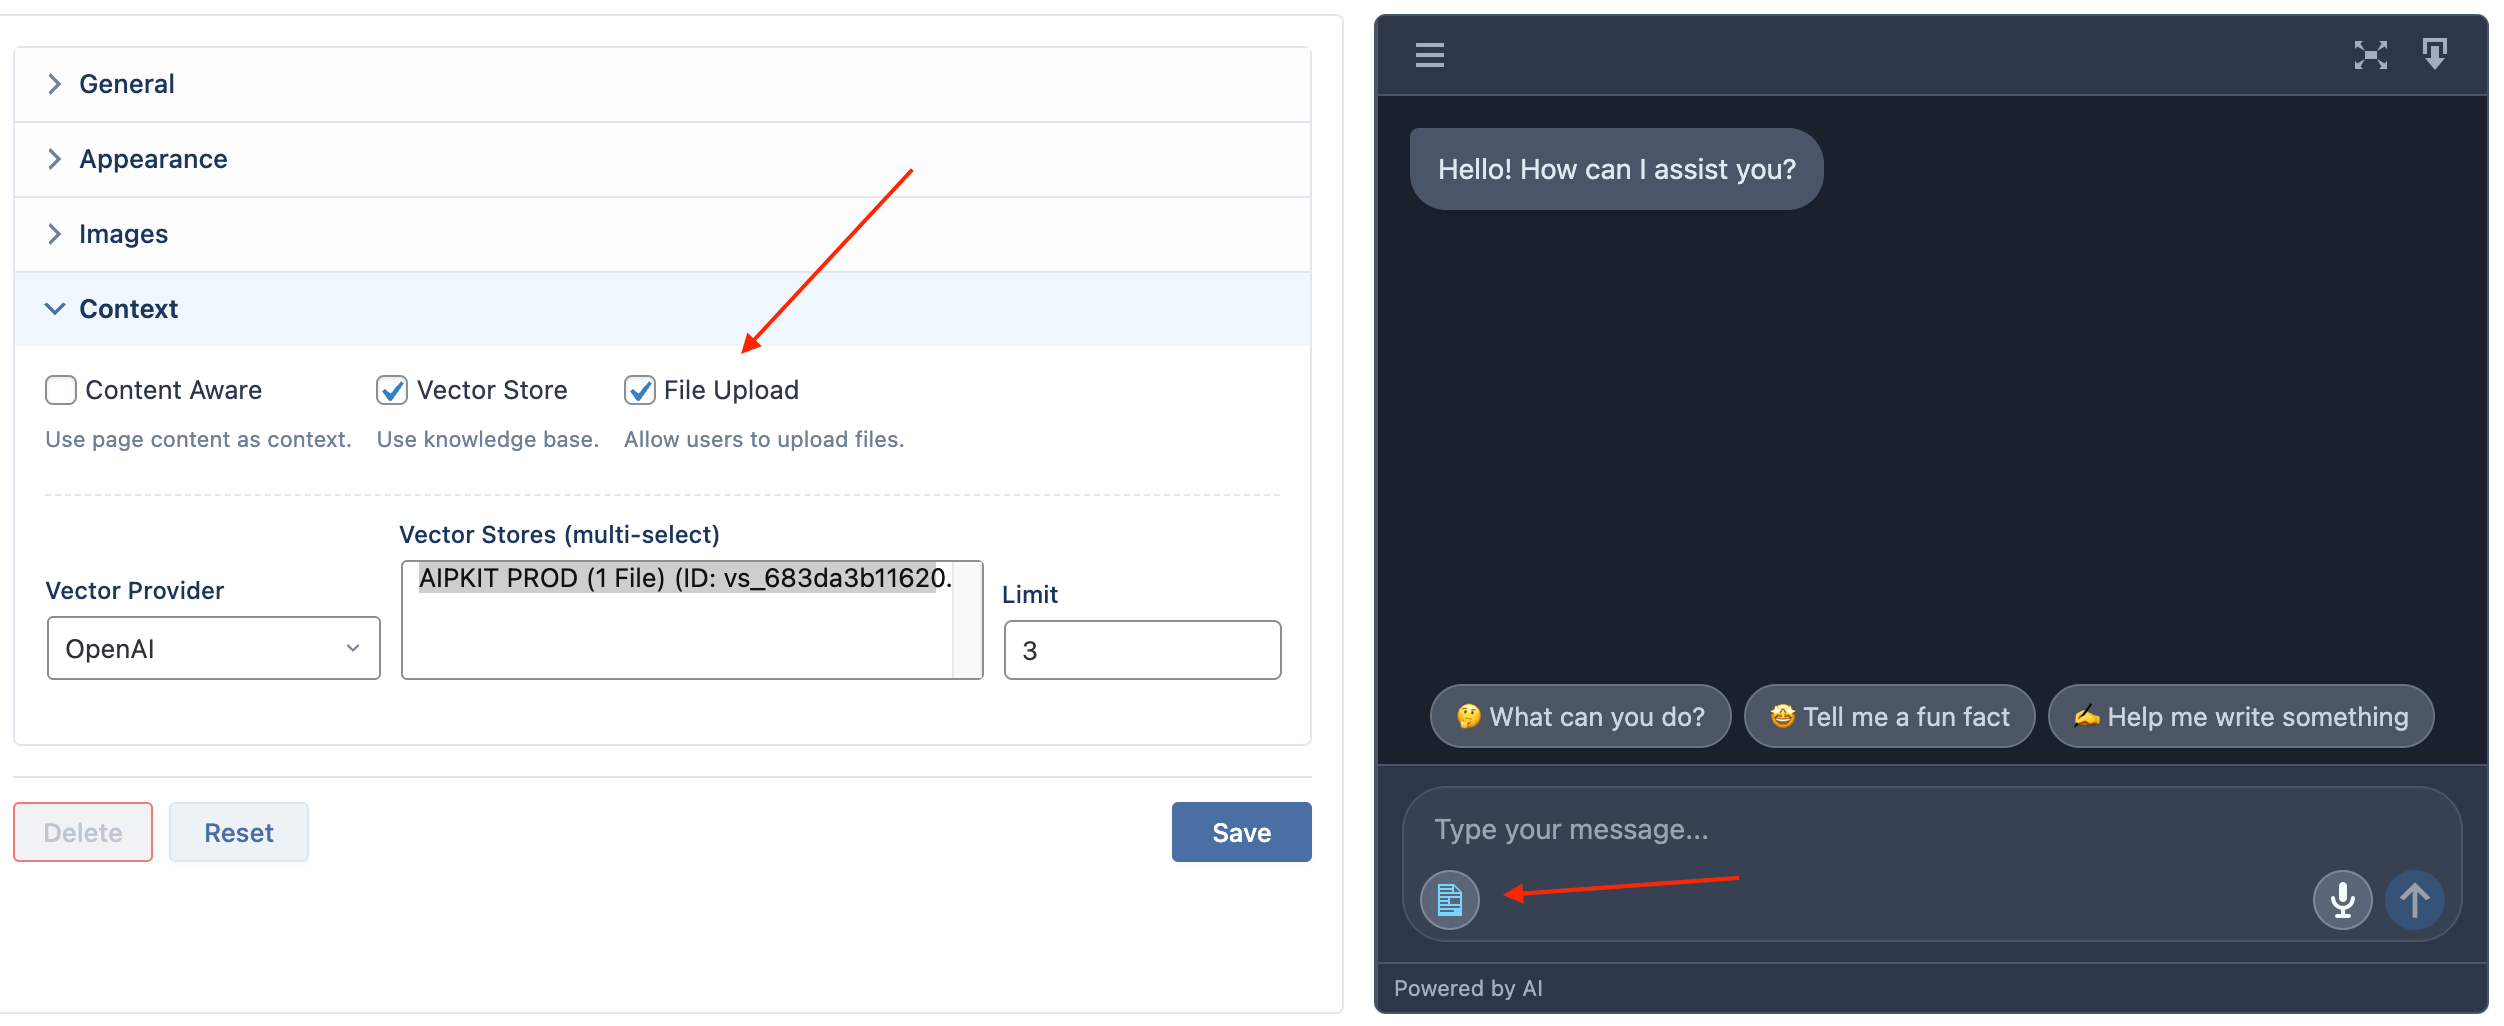 General
Appearance
Images
Context
Content Aware
Vector Store
File Upload
Use page content as context.
Use knowledge base.
Allow users to upload files.
Vector Stores (multi-select)
AIPKIT PROD (1 File) (ID: vs_683da3b11620.
Vector Provider
OpenAI
Limit
3
Delete
Reset
Save
Hello! How can I assist you?
🤔 What can you do?
🤩 Tell me a fun fact
✍️ Help me write something
Type your message...
Powered by AI